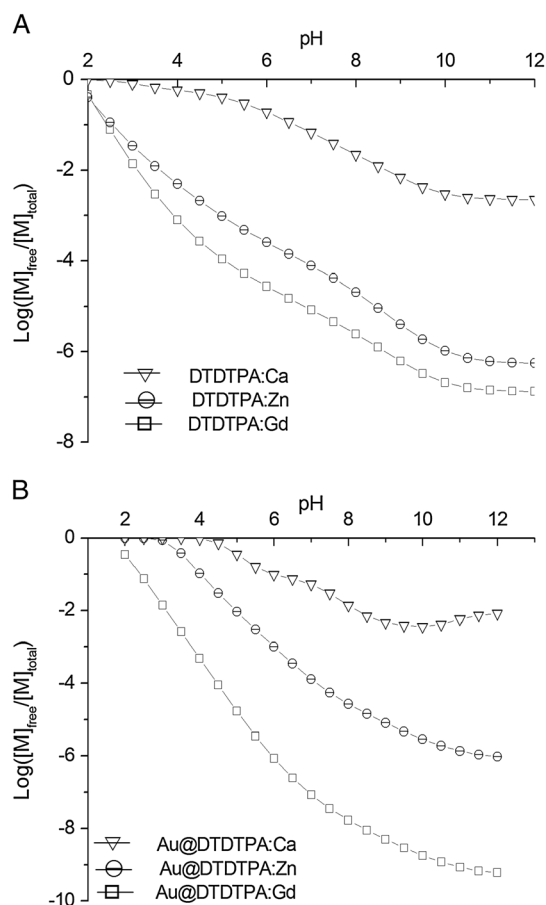 A
pH
2 4 6 8 10 12
0
-2
-4
-6
-8
Log([M]free/[M]total)
DTDTPA:Ca
DTDTPA:Zn
DTDTPA:Gd
B
pH
2 4 6 8 10 12
0
-2
-4
-6
-8
-10
Log([M]free/[M]total)
Au@DTDTPA:Ca
Au@DTDTPA:Zn
Au@DTDTPA:Gd